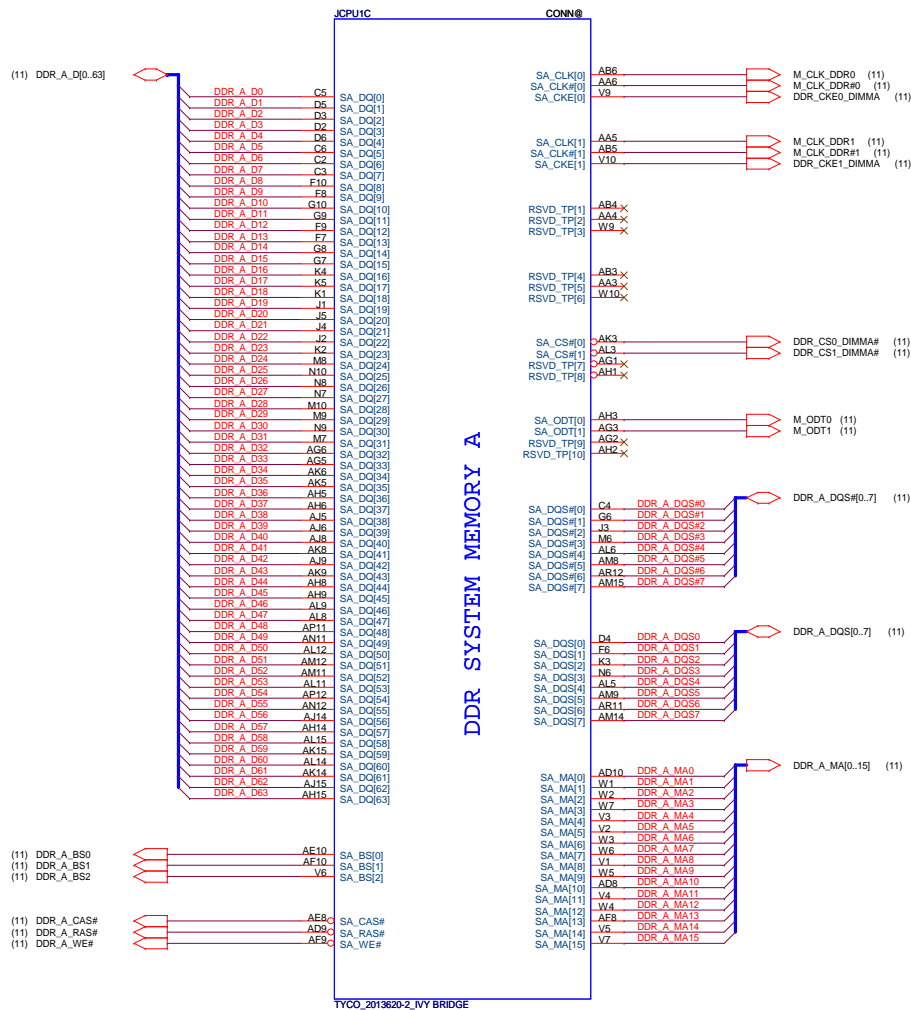 JCPU1C CONN@
(11) DDR_A_D[0..63]
DDR_A_D0 C5 SA_DQ[0]
DDR_A_D1 D5 SA_DQ[1]
DDR_A_D2 D3 SA_DQ[2]
DDR_A_D3 D2 SA_DQ[3]
DDR_A_D4 D6 SA_DQ[4]
DDR_A_D5 C6 SA_DQ[5]
DDR_A_D6 C2 SA_DQ[6]
DDR_A_D7 C3 SA_DQ[7]
DDR_A_D8 F10 SA_DQ[8]
DDR_A_D9 F8 SA_DQ[9]
DDR_A_D10 G10 SA_DQ[10]
DDR_A_D11 G9 SA_DQ[11]
DDR_A_D12 F9 SA_DQ[12]
DDR_A_D13 F7 SA_DQ[13]
DDR_A_D14 G8 SA_DQ[14]
DDR_A_D15 G7 SA_DQ[15]
DDR_A_D16 K4 SA_DQ[16]
DDR_A_D17 K5 SA_DQ[17]
DDR_A_D18 K1 SA_DQ[18]
DDR_A_D19 J1 SA_DQ[19]
DDR_A_D20 J5 SA_DQ[20]
DDR_A_D21 J4 SA_DQ[21]
DDR_A_D22 J2 SA_DQ[22]
DDR_A_D23 K2 SA_DQ[23]
DDR_A_D24 M8 SA_DQ[24]
DDR_A_D25 N10 SA_DQ[25]
DDR_A_D26 N8 SA_DQ[26]
DDR_A_D27 N7 SA_DQ[27]
DDR_A_D28 M10 SA_DQ[28]
DDR_A_D29 M9 SA_DQ[29]
DDR_A_D30 N9 SA_DQ[30]
DDR_A_D31 M7 SA_DQ[31]
DDR_A_D32 AG6 SA_DQ[32]
DDR_A_D33 AG5 SA_DQ[33]
DDR_A_D34 AK6 SA_DQ[34]
DDR_A_D35 AK5 SA_DQ[35]
DDR_A_D36 AH5 SA_DQ[36]
DDR_A_D37 AH6 SA_DQ[37]
DDR_A_D38 AJ5 SA_DQ[38]
DDR_A_D39 AJ6 SA_DQ[39]
DDR_A_D40 AJ8 SA_DQ[40]
DDR_A_D41 AK8 SA_DQ[41]
DDR_A_D42 AJ9 SA_DQ[42]
DDR_A_D43 AK9 SA_DQ[43]
DDR_A_D44 AH8 SA_DQ[44]
DDR_A_D45 AH9 SA_DQ[45]
DDR_A_D46 AL9 SA_DQ[46]
DDR_A_D47 AL8 SA_DQ[47]
DDR_A_D48 AP11 SA_DQ[48]
DDR_A_D49 AN11 SA_DQ[49]
DDR_A_D50 AL12 SA_DQ[50]
DDR_A_D51 AM12 SA_DQ[51]
DDR_A_D52 AM11 SA_DQ[52]
DDR_A_D53 AL11 SA_DQ[53]
DDR_A_D54 AP12 SA_DQ[54]
DDR_A_D55 AN12 SA_DQ[55]
DDR_A_D56 AJ14 SA_DQ[56]
DDR_A_D57 AH14 SA_DQ[57]
DDR_A_D58 AL15 SA_DQ[58]
DDR_A_D59 AK15 SA_DQ[59]
DDR_A_D60 AL14 SA_DQ[60]
DDR_A_D61 AK14 SA_DQ[61]
DDR_A_D62 AJ15 SA_DQ[62]
DDR_A_D63 AH15 SA_DQ[63]
(11) DDR_A_BS0 AE10 SA_BS[0]
(11) DDR_A_BS1 AF10 SA_BS[1]
(11) DDR_A_BS2 V6 SA_BS[2]
(11) DDR_A_CAS# AE8 SA_CAS#
(11) DDR_A_RAS# AD9 SA_RAS#
(11) DDR_A_WE# AF9 SA_WE#
DDR SYSTEM MEMORY A
SA_CLK[0] AB6 M_CLK_DDR0 (11)
SA_CLK#[0] AA6 M_CLK_DDR#0 (11)
SA_CKE[0] V9 DDR_CKE0_DIMMA (11)
SA_CLK[1] AA5 M_CLK_DDR1 (11)
SA_CLK#[1] AB5 M_CLK_DDR#1 (11)
SA_CKE[1] V10 DDR_CKE1_DIMMA (11)
RSVD_TP[1] AB4
RSVD_TP[2] AA4
RSVD_TP[3] W9
RSVD_TP[4] AB3
RSVD_TP[5] AA3
RSVD_TP[6] W10
SA_CS#[0] AK3 DDR_CS0_DIMMA# (11)
SA_CS#[1] AL3 DDR_CS1_DIMMA# (11)
RSVD_TP[7] AG1
RSVD_TP[8] AH1
SA_ODT[0] AH3 M_ODT0 (11)
SA_ODT[1] AG3 M_ODT1 (11)
RSVD_TP[9] AG2
RSVD_TP[10] AH2
DDR_A_DQS#[0..7] (11)
SA_DQS#[0] C4 DDR_A_DQS#0
SA_DQS#[1] G6 DDR_A_DQS#1
SA_DQS#[2] J3 DDR_A_DQS#2
SA_DQS#[3] M6 DDR_A_DQS#3
SA_DQS#[4] AL6 DDR_A_DQS#4
SA_DQS#[5] AM8 DDR_A_DQS#5
SA_DQS#[6] AR12 DDR_A_DQS#6
SA_DQS#[7] AM15 DDR_A_DQS#7
DDR_A_DQS[0..7] (11)
SA_DQS[0] D4 DDR_A_DQS0
SA_DQS[1] F6 DDR_A_DQS1
SA_DQS[2] K3 DDR_A_DQS2
SA_DQS[3] N6 DDR_A_DQS3
SA_DQS[4] AL5 DDR_A_DQS4
SA_DQS[5] AM9 DDR_A_DQS5
SA_DQS[6] AR11 DDR_A_DQS6
SA_DQS[7] AM14 DDR_A_DQS7
DDR_A_MA[0..15] (11)
SA_MA[0] AD10 DDR_A_MA0
SA_MA[1] W1 DDR_A_MA1
SA_MA[2] W2 DDR_A_MA2
SA_MA[3] W7 DDR_A_MA3
SA_MA[4] V3 DDR_A_MA4
SA_MA[5] V2 DDR_A_MA5
SA_MA[6] W3 DDR_A_MA6
SA_MA[7] W6 DDR_A_MA7
SA_MA[8] V1 DDR_A_MA8
SA_MA[9] W5 DDR_A_MA9
SA_MA[10] AD8 DDR_A_MA10
SA_MA[11] V4 DDR_A_MA11
SA_MA[12] W4 DDR_A_MA12
SA_MA[13] AF8 DDR_A_MA13
SA_MA[14] V5 DDR_A_MA14
SA_MA[15] V7 DDR_A_MA15
TYCO_2013620-2_IVY BRIDGE